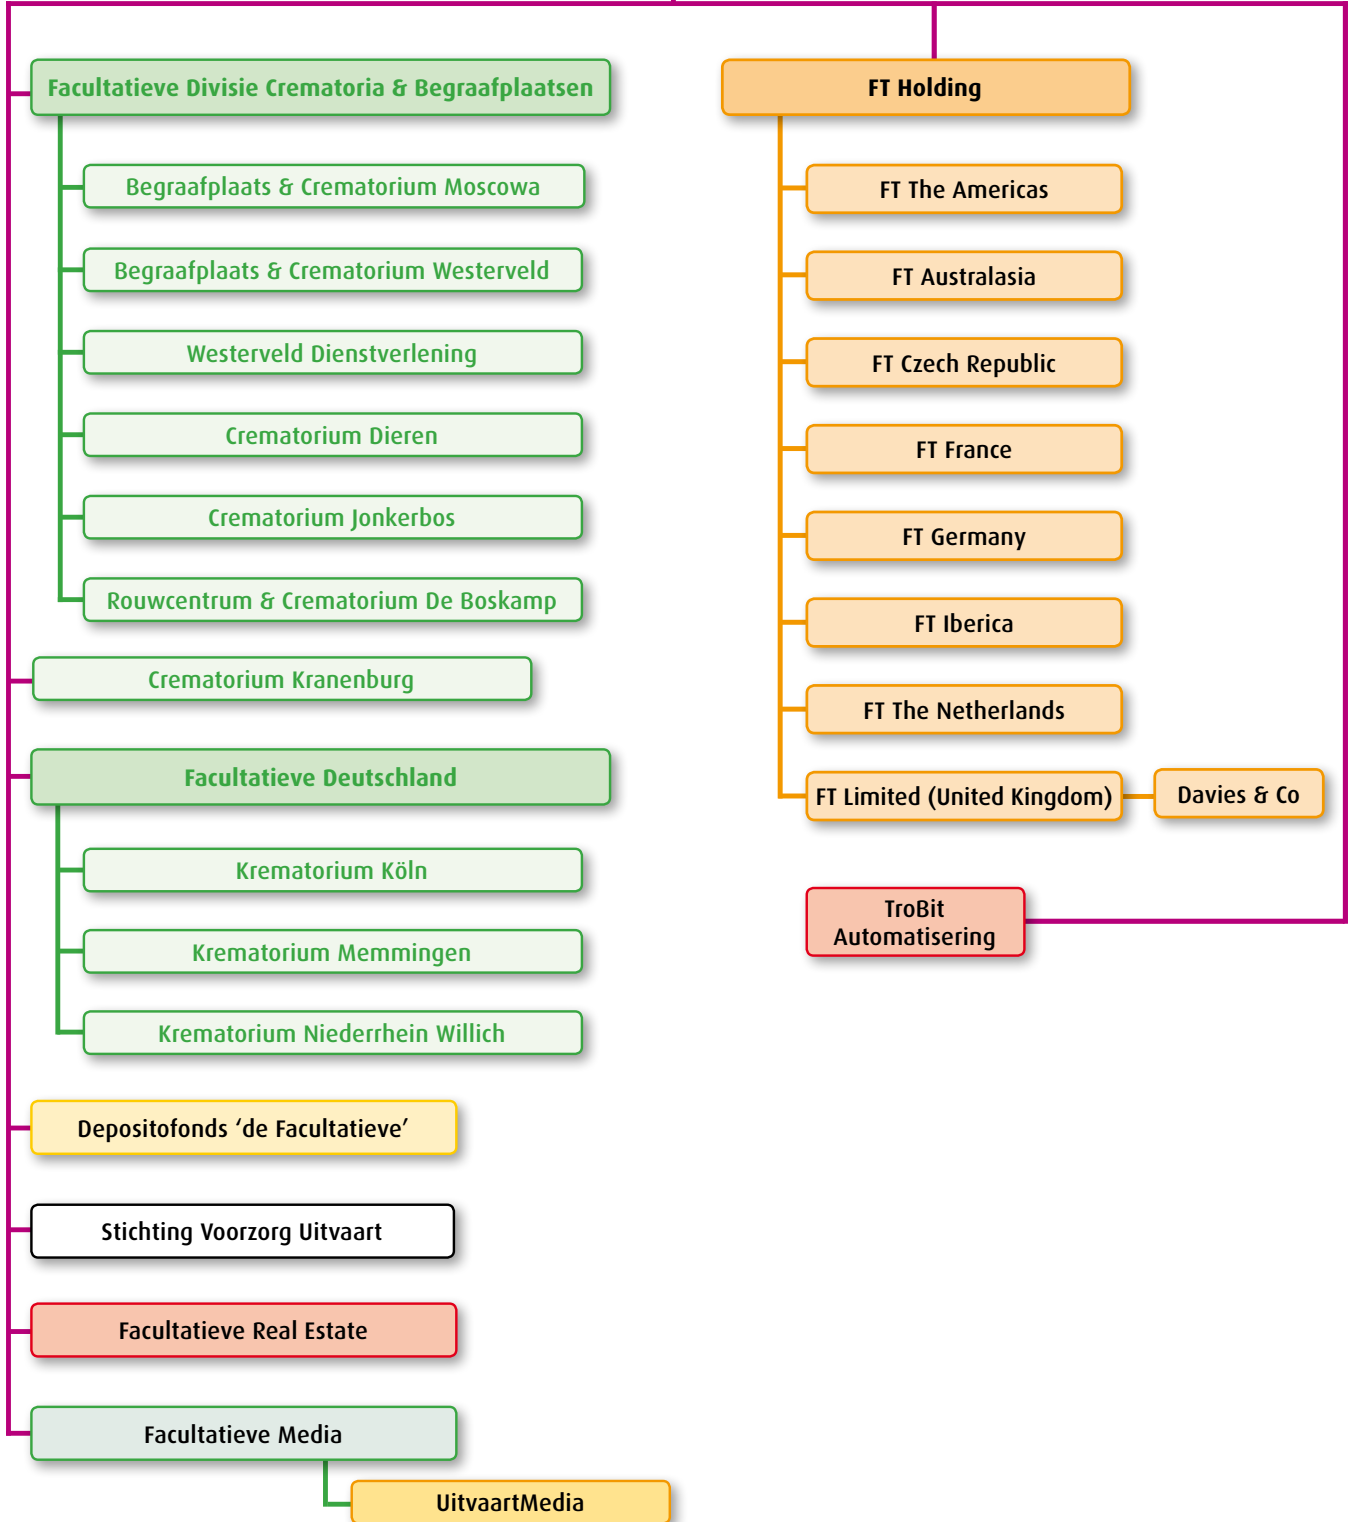 Facultatieve Divisie Crematoria & Begraafplaatsen
Begraafplaats & Crematorium Moscowa
Begraafplaats & Crematorium Westerveld
Westerveld Dienstverlening
Crematorium Dieren
Crematorium Jonkerbos
Rouwcentrum & Crematorium De Boskamp
Crematorium Kranenburg
Facultatieve Deutschland
Krematorium Köln
Krematorium Memmingen
Krematorium Niederrhein Willich
Depositofonds ‘de Facultatieve’
Stichting Voorzorg Uitvaart
Facultatieve Real Estate
Facultatieve Media
UitvaartMedia
FT Holding
FT The Americas
FT Australasia
FT Czech Republic
FT France
FT Germany
FT Iberica
FT The Netherlands
FT Limited (United Kingdom)
Davies & Co
TroBit
Automatisering